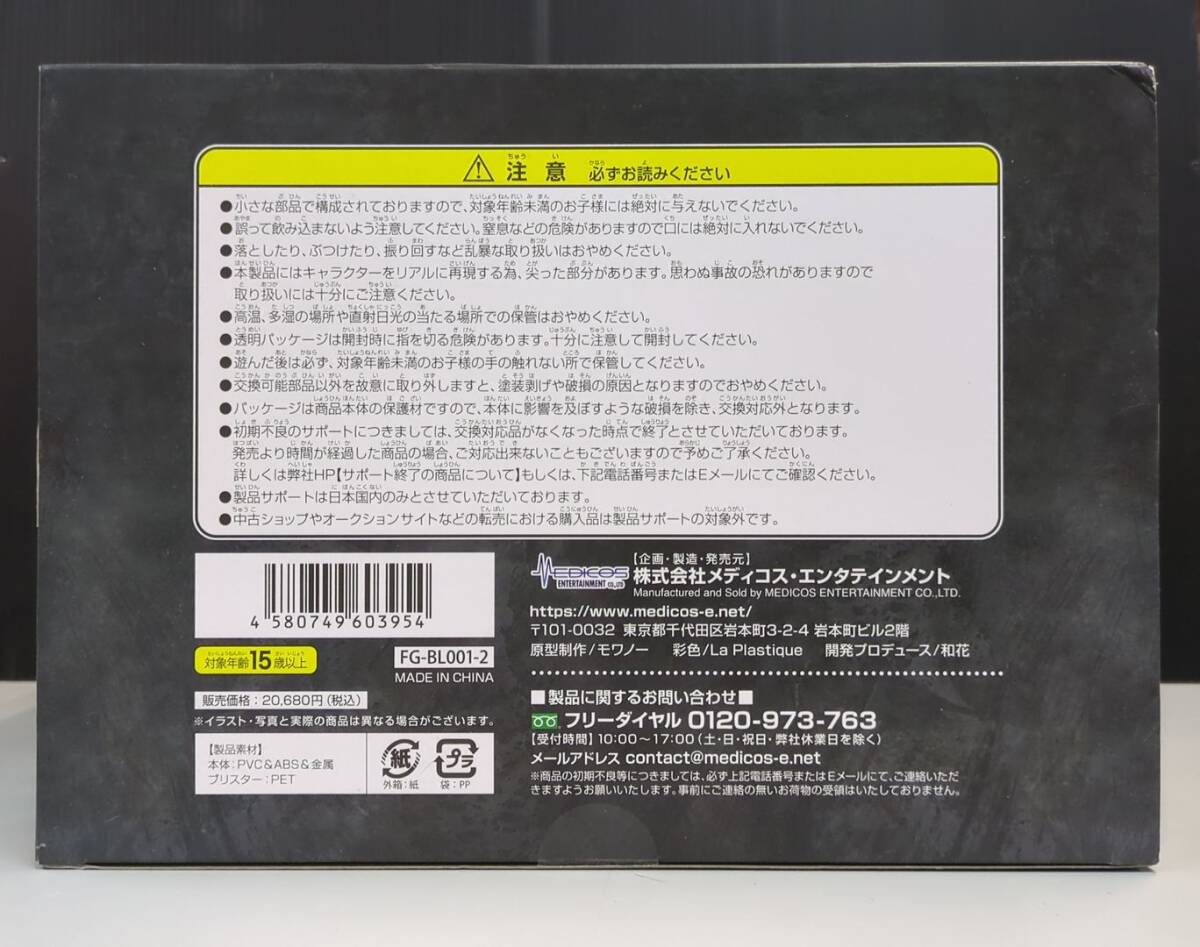 ⚠注意 必ずお読みください
●小さな部品で構成されておりますので、対象年齢未満のお子様には絶対に与えないでください。
●誤って飲み込まないよう注意してください。窒息などの危険がありますので口には絶対に入れないでください。
●落としたり、ぶつけたり、振り回すなど乱暴な取り扱いはおやめください。
●本製品にはキャラクターをリアルに再現する為、尖った部分があります。思わぬ事故の恐れがありますので
取り扱いには十分にご注意ください。
●高温、多湿の場所や直射日光の当たる場所での保管はおやめください。
●透明パッケージは開封時に指を切る危険があります。十分に注意して開封してください。
●遊んだ後は必ず、対象年齢未満のお子様の手の触れない所で保管してください。
●交換可能部品以外を故意に取り外しますと、塗装剥げや破損の原因となりますのでおやめください。
●パッケージは商品本体の保護材ですので、本体に影響を及ぼすような破損を除き、交換対応外となります。
●初期不良のサポートにつきましては、交換対応品がなくなった時点で終了とさせていただいております。
発売より時間が経過した商品の場合、ご対応出来ないこともございますので予めご了承ください。
詳しくは弊社HP【サポート終了の商品について】もしくは、下記電話番号またはEメールにてご確認ください。
●製品サポートは日本国内のみとさせていただいております。
●中古ショップやオークションサイトなどの転売における購入品は製品サポートの対象外です。
4 580749 603954
対象年齢15歳以上
FG-BL001-2
MADE IN CHINA
販売価格：20,680円（税込）
※イラスト・写真と実際の商品は異なる場合がございます。
【製品素材】
本体：PVC＆ABS＆金属
ブリスター：PET
紙
外箱：紙
プラ
袋：PP
MEDICOS
ENTERTAINMENT CO.,LTD
【企画・製造・発売元】
株式会社メディコス・エンタテインメント
Manufactured and Sold by MEDICOS ENTERTAINMENT CO.,LTD.
https://www.medicos-e.net/
〒101-0032 東京都千代田区岩本町3-2-4 岩本町ビル2階
原型制作／モワノー 彩色／La Plastique 開発プロデュース／和花
■製品に関するお問い合わせ■
フリーダイヤル 0120-973-763
【受付時間】10:00〜17:00（土・日・祝日・弊社休業日を除く）
メールアドレス contact@medicos-e.net
※商品の初期不良等につきましては、必ず上記電話番号またはEメールにて、ご連絡いただ
きますようお願いいたします。事前にご連絡の無いお荷物の受領はいたしておりません。